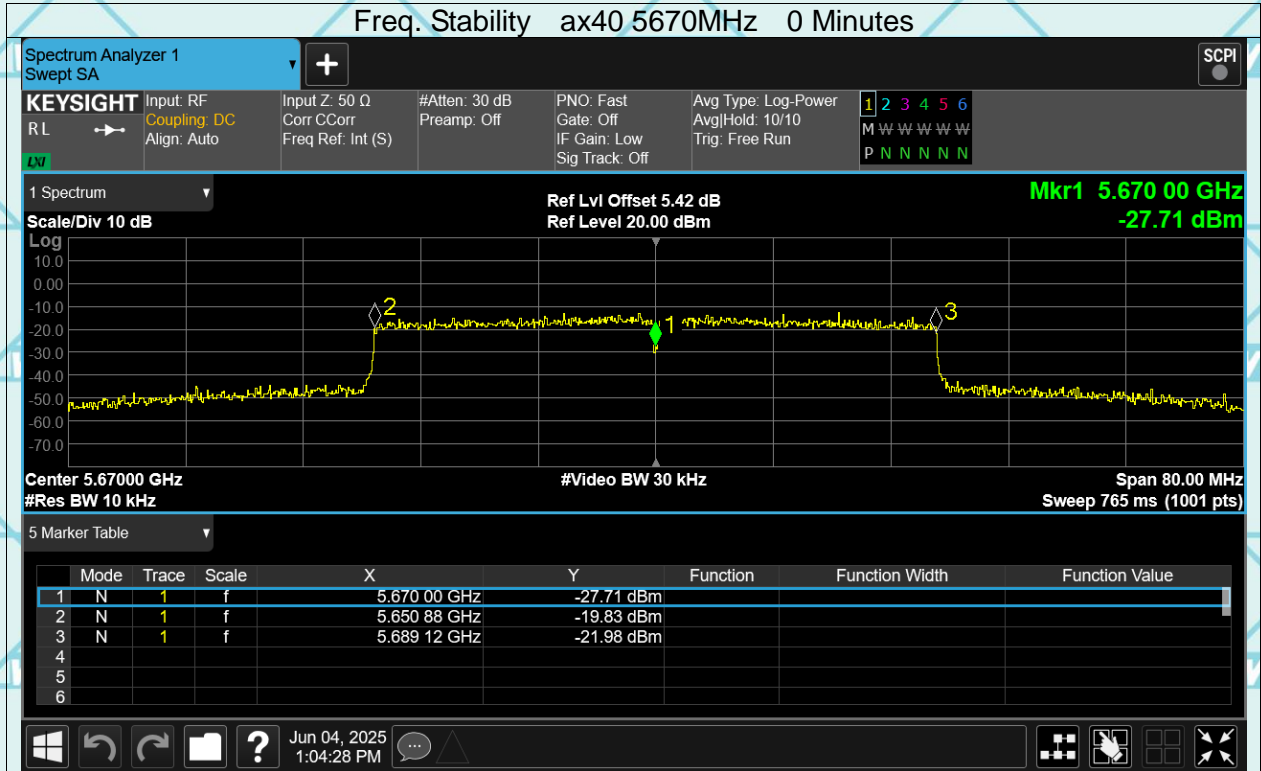 Freq. Stability ax40 5670MHz 0 Minutes
Spectrum Analyzer 1
Swept SA
SCPI
KEYSIGHT
RL
LXI
Input: RF
Coupling: DC
Align: Auto
Input Z: 50 Ω
Corr CCorr
Freq Ref: Int (S)
#Atten: 30 dB
Preamp: Off
PNO: Fast
Gate: Off
IF Gain: Low
Sig Track: Off
Avg Type: Log-Power
Avg|Hold: 10/10
Trig: Free Run
1 2 3 4 5 6
M W W W W W W
P N N N N N N
1 Spectrum
Scale/Div 10 dB
Ref Lvl Offset 5.42 dB
Ref Level 20.00 dBm
Mkr1 5.670 00 GHz
-27.71 dBm
Log
10.0
0.00
-10.0
-20.0
-30.0
-40.0
-50.0
-60.0
-70.0
2
1
3
Center 5.67000 GHz
#Res BW 10 kHz
#Video BW 30 kHz
Span 80.00 MHz
Sweep 765 ms (1001 pts)
5 Marker Table
Mode Trace Scale X Y Function Function Width Function Value
1 N 1 f 5.670 00 GHz -27.71 dBm
2 N 1 f 5.650 88 GHz -19.83 dBm
3 N 1 f 5.689 12 GHz -21.98 dBm
4
5
6
?
Jun 04, 2025
1:04:28 PM